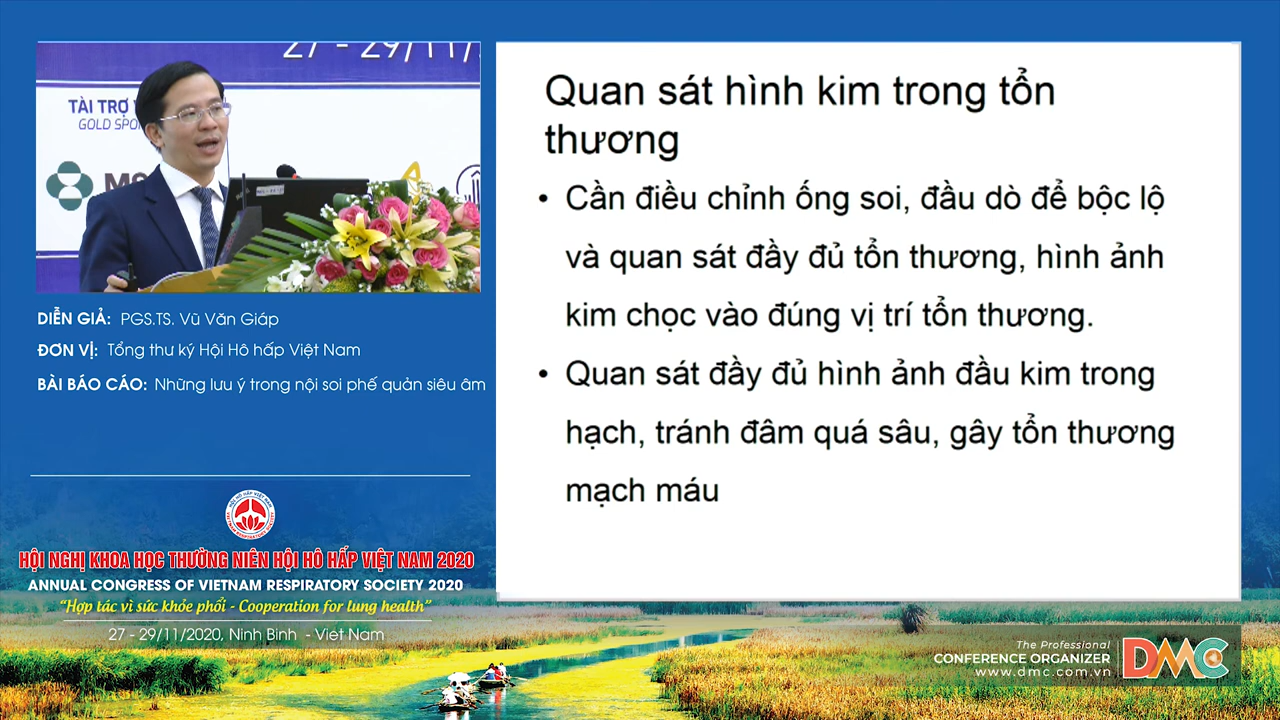 27 - 29/11/
TÀI TRỢ
GOLD SPON
DIỄN GIẢ: PGS.TS. Vũ Văn Giáp
ĐƠN VỊ: Tổng thư ký Hội Hô hấp Việt Nam
BÀI BÁO CÁO: Những lưu ý trong nội soi phế quản siêu âm
HỘI NGHỊ KHOA HỌC THƯỜNG NIÊN HỘI HÔ HẤP VIỆT NAM 2020
ANNUAL CONGRESS OF VIETNAM RESPIRATORY SOCIETY 2020
“Hợp tác vì sức khỏe phổi - Cooperation for lung health”
27 - 29/11/2020, Ninh Binh - Viet Nam
Quan sát hình kim trong tổn
thương
• Cần điều chỉnh ống soi, đầu dò để bộc lộ
và quan sát đầy đủ tổn thương, hình ảnh
kim chọc vào đúng vị trí tổn thương.
• Quan sát đầy đủ hình ảnh đầu kim trong
hạch, tránh đâm quá sâu, gây tổn thương
mạch máu
The Professional
CONFERENCE ORGANIZER
www.dmc.com.vn
DMC